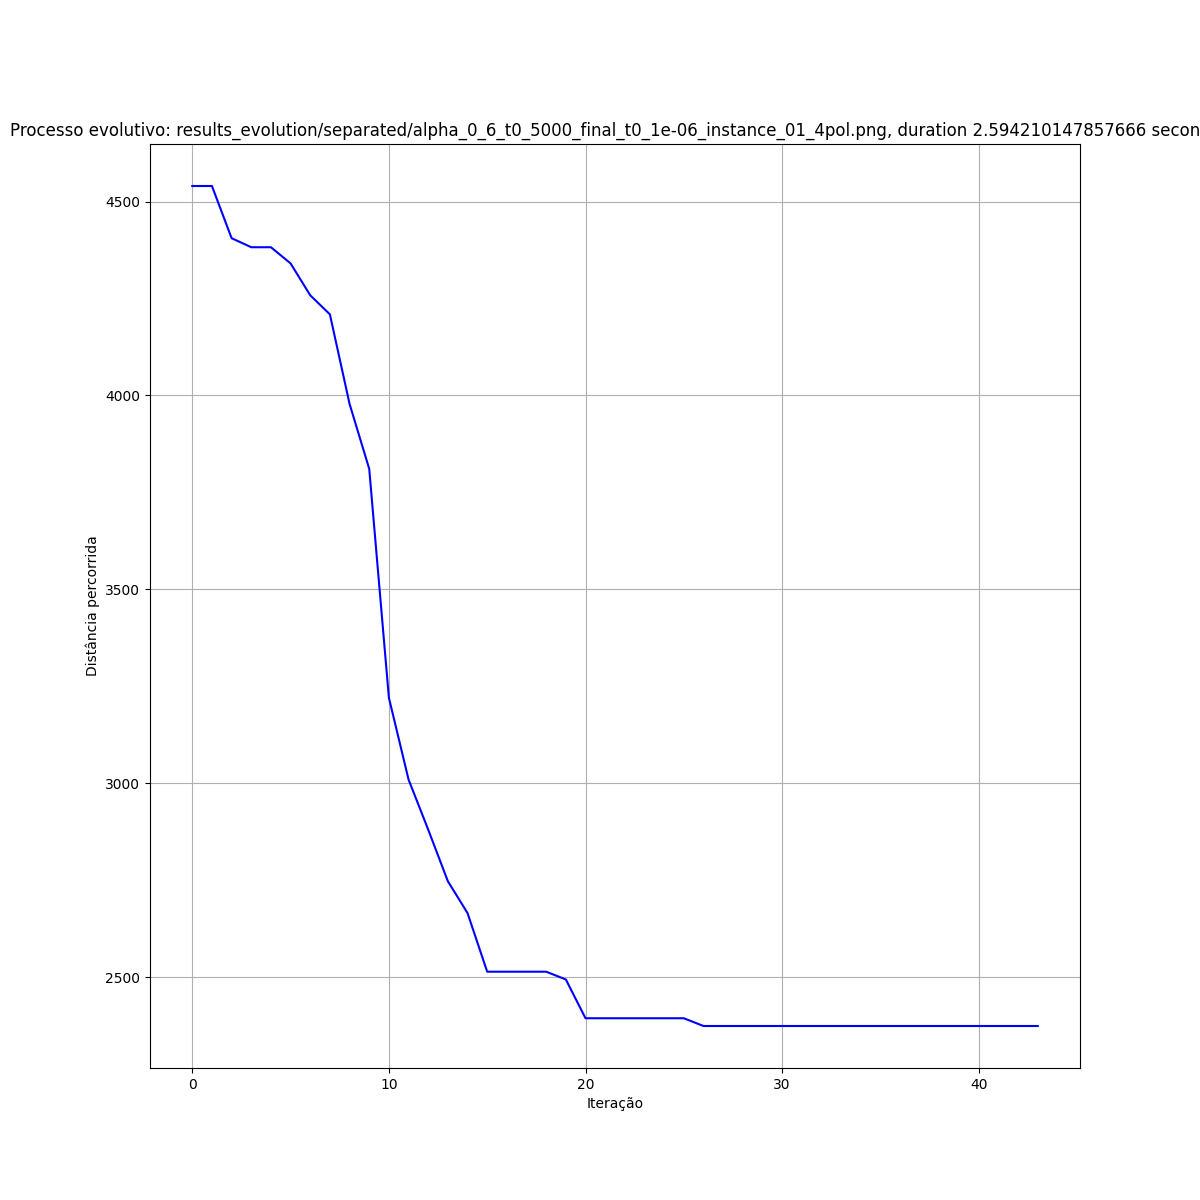 Processo evolutivo: results_evolution/separated/alpha_0_6_t0_5000_final_t0_1e-06_instance_01_4pol.png, duration 2.594210147857666 secon
4500
4000
3500
3000
2500
Distância percorrida
0 10 20 30 40
Iteração